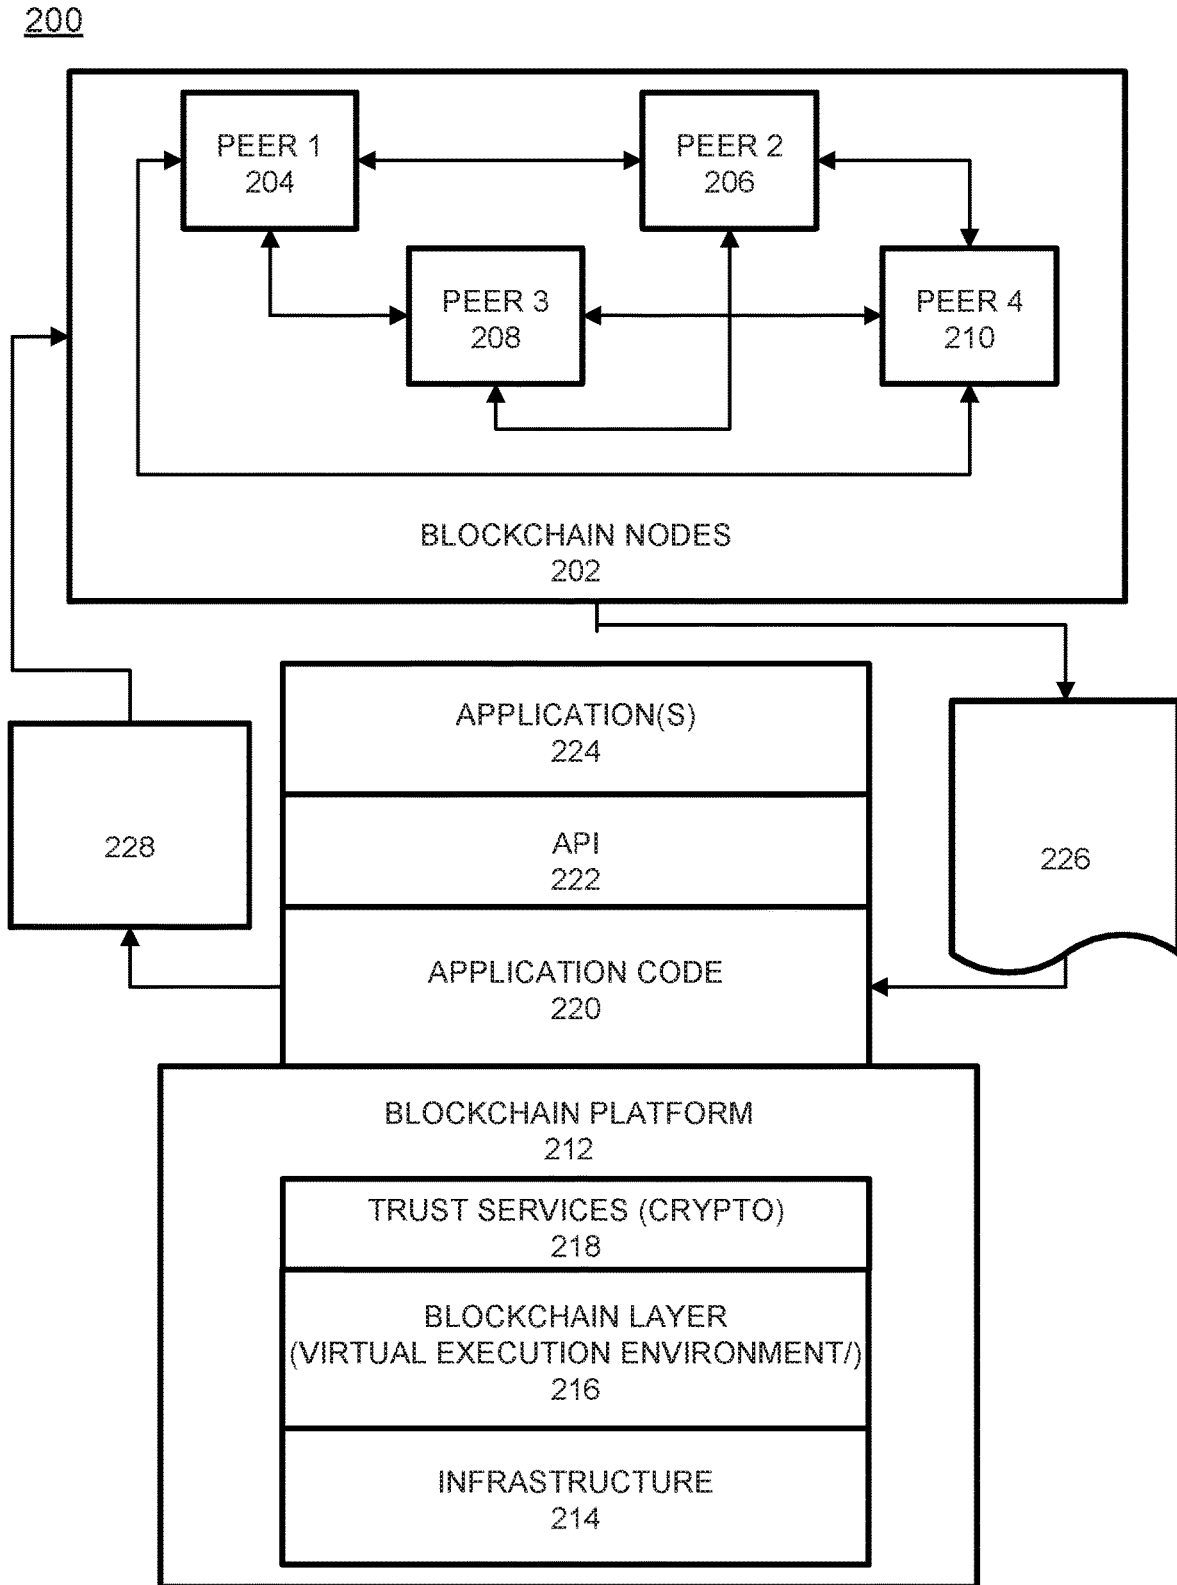 200
PEER 1
204
PEER 2
206
PEER 3
208
PEER 4
210
BLOCKCHAIN NODES
202
APPLICATION(S)
224
API
222
APPLICATION CODE
220
228
226
BLOCKCHAIN PLATFORM
212
TRUST SERVICES (CRYPTO)
218
BLOCKCHAIN LAYER
(VIRTUAL EXECUTION ENVIRONMENT/)
216
INFRASTRUCTURE
214